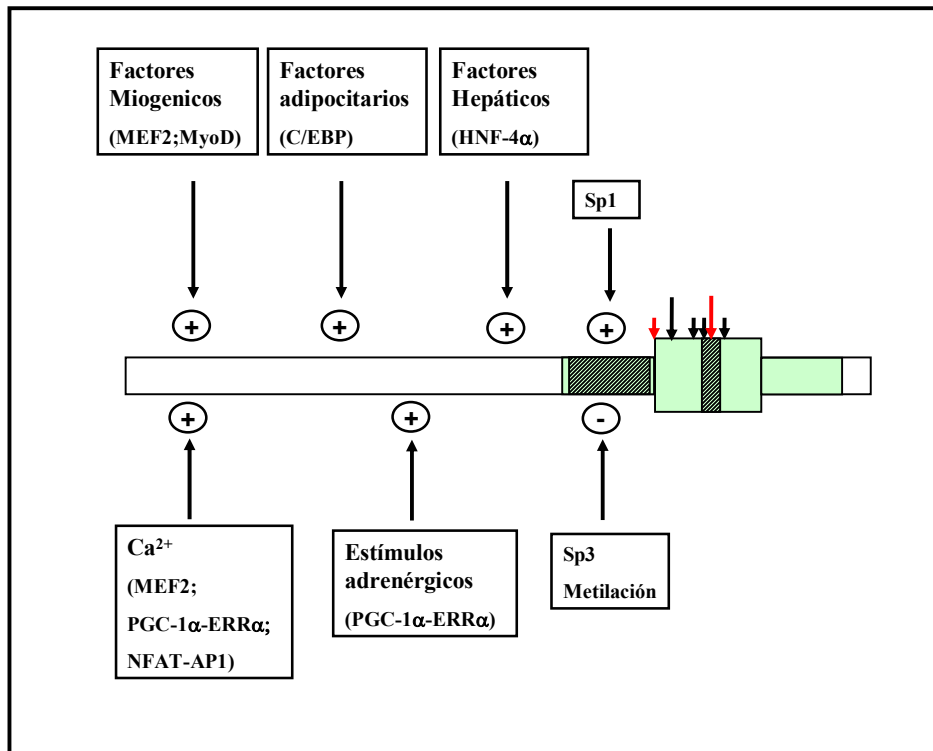 Factores
Miogenicos
(MEF2;MyoD)
Factores
adipocitarios
(C/EBP)
Factores
Hepáticos
(HNF-4α)
Sp1
+
+
+
+
+
+
-
Ca²⁺
(MEF2;
PGC-1α-ERRα;
NFAT-AP1)
Estímulos
adrenérgicos
(PGC-1α-ERRα)
Sp3
Metilación